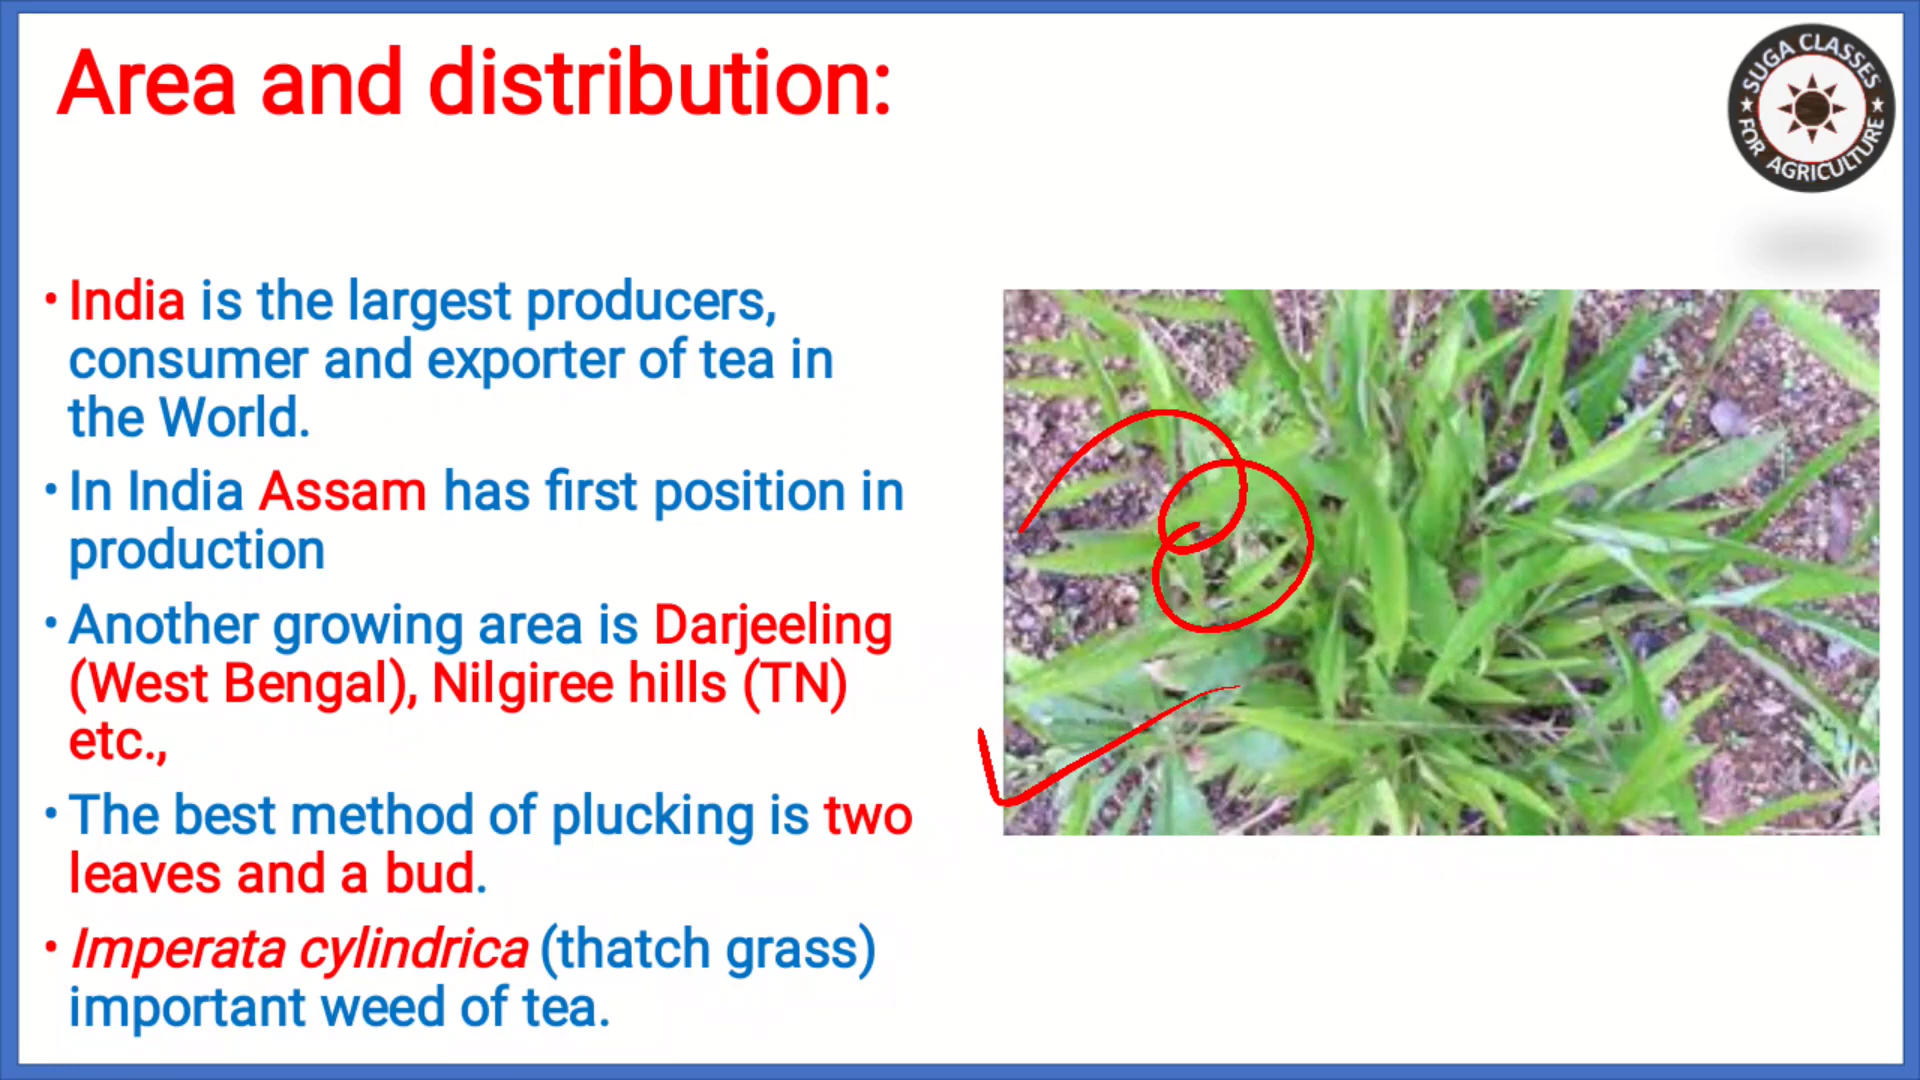 Area and distribution:
SUGA CLASSES
FOR AGRICULTURE
• India is the largest producers,
consumer and exporter of tea in
the World.
• In India Assam has first position in
production
• Another growing area is Darjeeling
(West Bengal), Nilgiree hills (TN)
etc.,
• The best method of plucking is two
leaves and a bud.
• Imperata cylindrica (thatch grass)
important weed of tea.